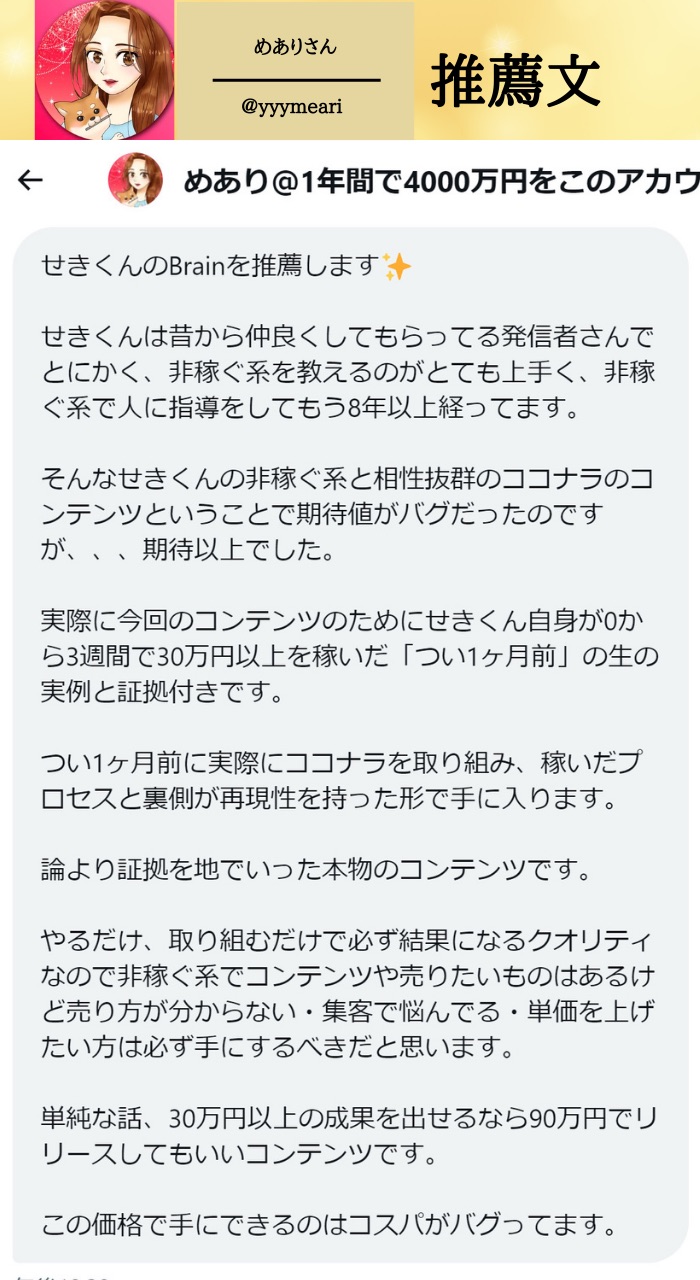 めありさん
@yyymeari
推薦文
← めあり@1年間で4000万円をこのアカウ
せきくんのBrainを推薦します✨
せきくんは昔から仲良くしてもらってる発信者さんで
とにかく、非稼ぐ系を教えるのがとても上手く、非稼
ぐ系で人に指導をしてもう8年以上経ってます。
そんなせきくんの非稼ぐ系と相性抜群のココナラのコ
ンテンツということで期待値がバグだったのです
が、、、期待以上でした。
実際に今回のコンテンツのためにせきくん自身が0か
ら3週間で30万円以上を稼いだ「つい1ヶ月前」の生の
実例と証拠付きです。
つい1ヶ月前に実際にココナラを取り組み、稼いだプ
ロセスと裏側が再現性を持った形で手に入ります。
論より証拠を地でいった本物のコンテンツです。
やるだけ、取り組むだけで必ず結果になるクオリティ
なので非稼ぐ系でコンテンツや売りたいものはあるけ
ど売り方が分からない・集客で悩んでる・単価を上げ
たい方は必ず手にするべきだと思います。
単純な話、30万円以上の成果を出せるなら90万円でリ
リースしてもいいコンテンツです。
この価格で手にできるのはコスパがバグってます。